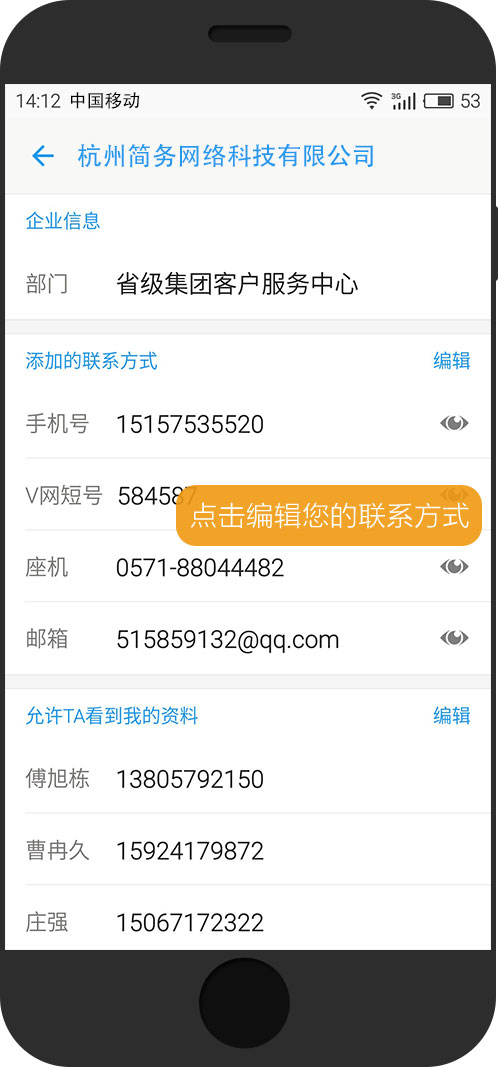 14:12 中国移动 3G 53
杭州简务网络科技有限公司
企业信息
部门 省级集团客户服务中心
添加的联系方式 编辑
手机号 15157535520
V网短号 584587
点击编辑您的联系方式
座机 0571-88044482
邮箱 515859132@qq.com
允许TA看到我的资料 编辑
傅旭栋 13805792150
曹冉久 15924179872
庄强 15067172322